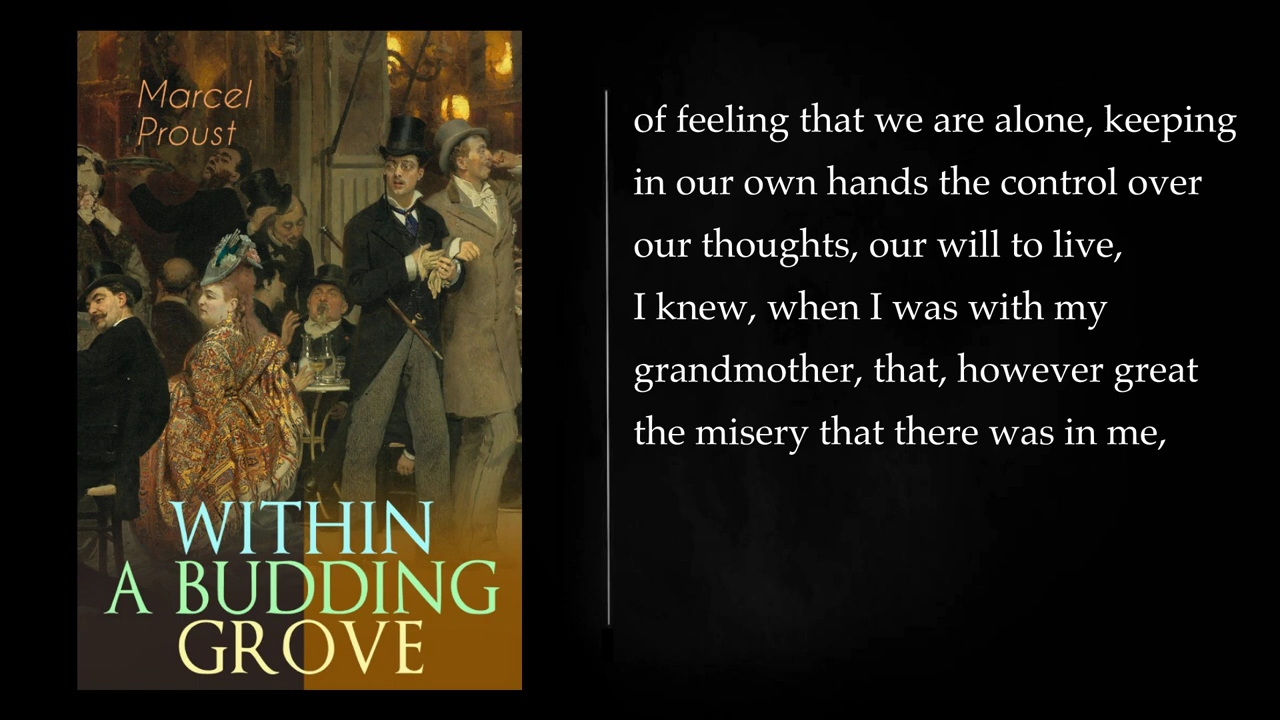 Marcel
Proust
WITHIN
A BUDDING
GROVE
of feeling that we are alone, keeping
in our own hands the control over
our thoughts, our will to live,
I knew, when I was with my
grandmother, that, however great
the misery that there was in me,